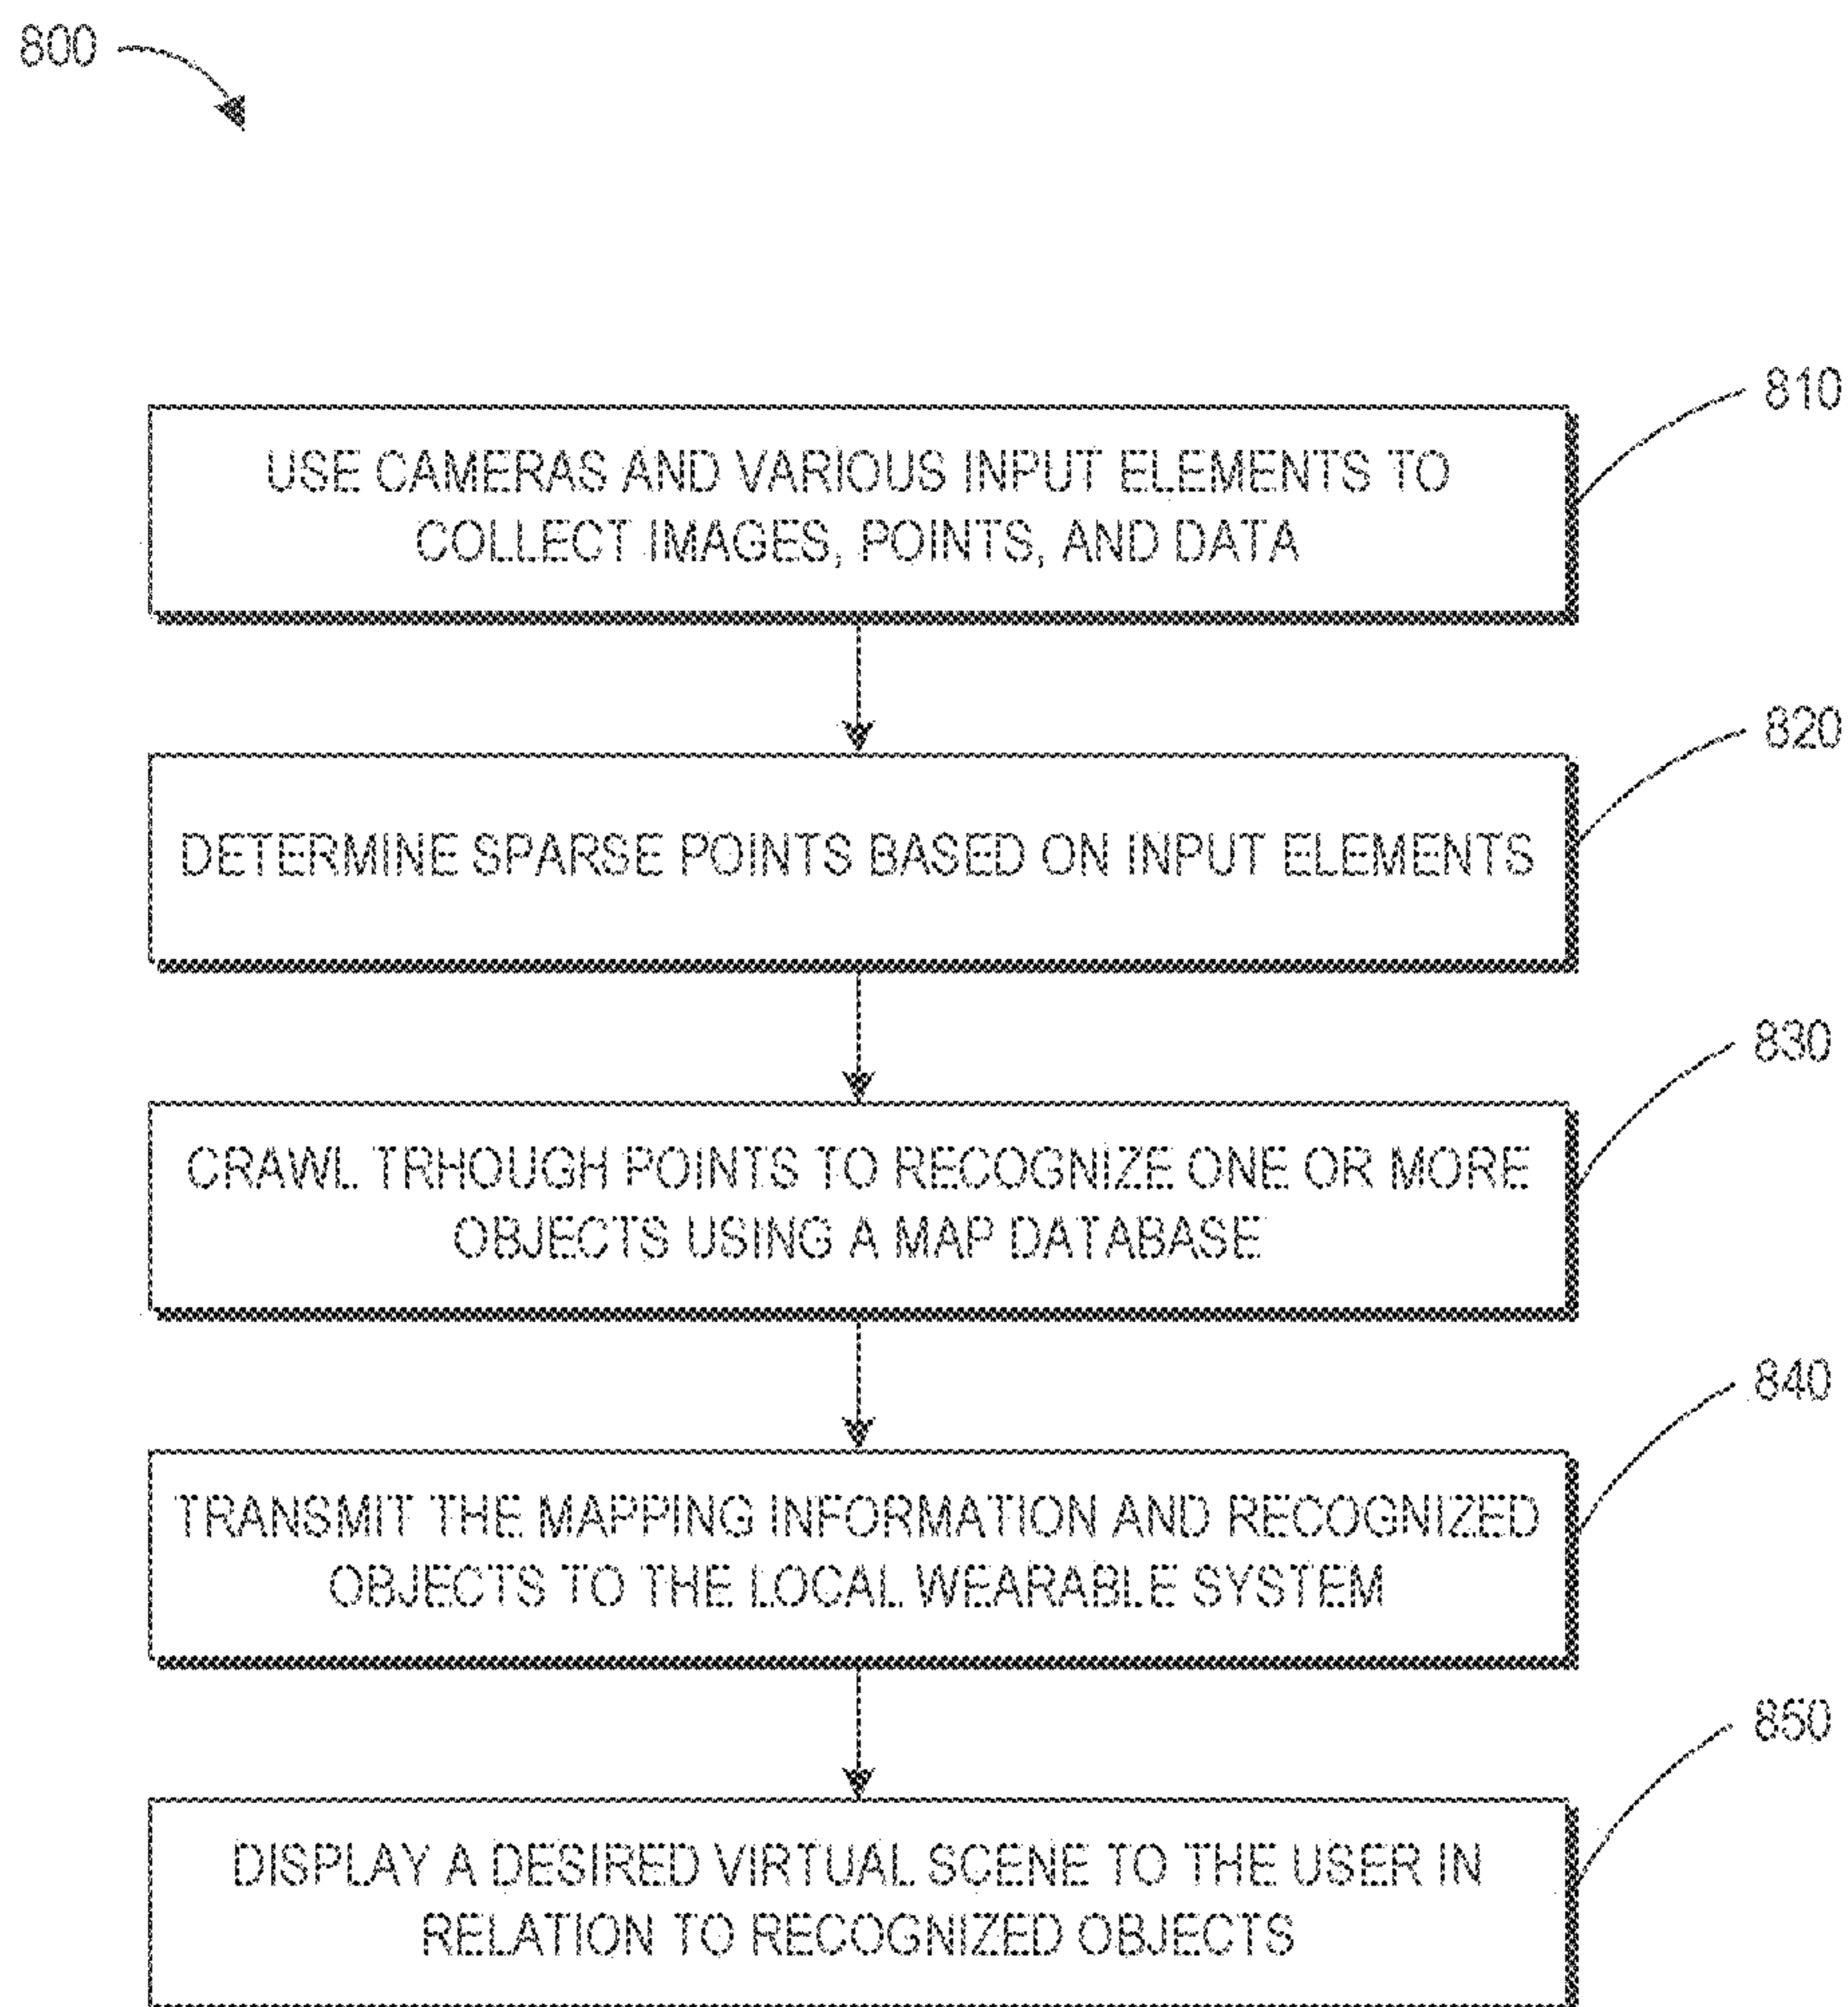 800
810
USE CAMERAS AND VARIOUS INPUT ELEMENTS TO
COLLECT IMAGES, POINTS, AND DATA
820
DETERMINE SPARSE POINTS BASED ON INPUT ELEMENTS
830
CRAWL TRHOUGH POINTS TO RECOGNIZE ONE OR MORE
OBJECTS USING A MAP DATABASE
840
TRANSMIT THE MAPPING INFORMATION AND RECOGNIZED
OBJECTS TO THE LOCAL WEARABLE SYSTEM
850
DISPLAY A DESIRED VIRTUAL SCENE TO THE USER IN
RELATION TO RECOGNIZED OBJECTS